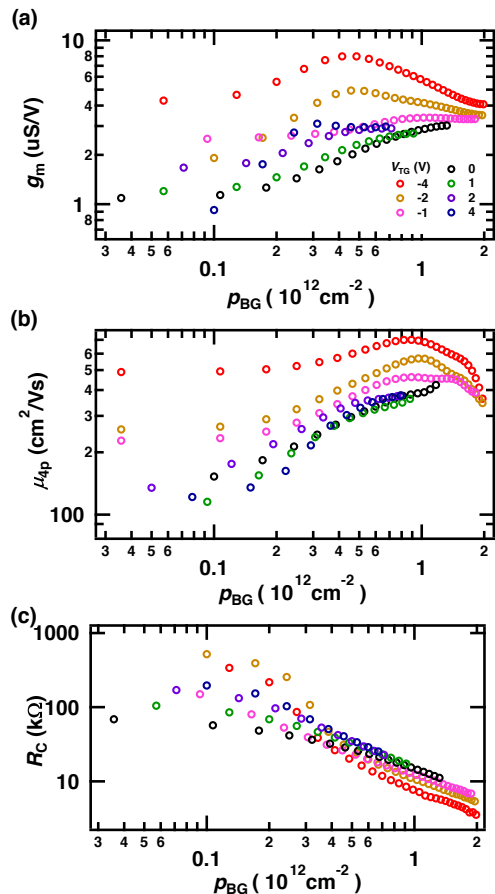 (a)
10
8
6
4
2
1
8
g_m (uS/V)
V_TG (V)
-4
-2
-1
0
1
2
4
3 4 5 6 0.1 2 3 4 5 6 1 2
p_BG ( 10^12 cm^-2)
(b)
6
5
4
3
2
100
μ_4p (cm^2/Vs)
3 4 5 6 0.1 2 3 4 5 6 1 2
p_BG ( 10^12 cm^-2)
(c)
1000
100
10
R_C (kΩ)
3 4 5 6 0.1 2 3 4 5 6 1 2
p_BG ( 10^12 cm^-2)